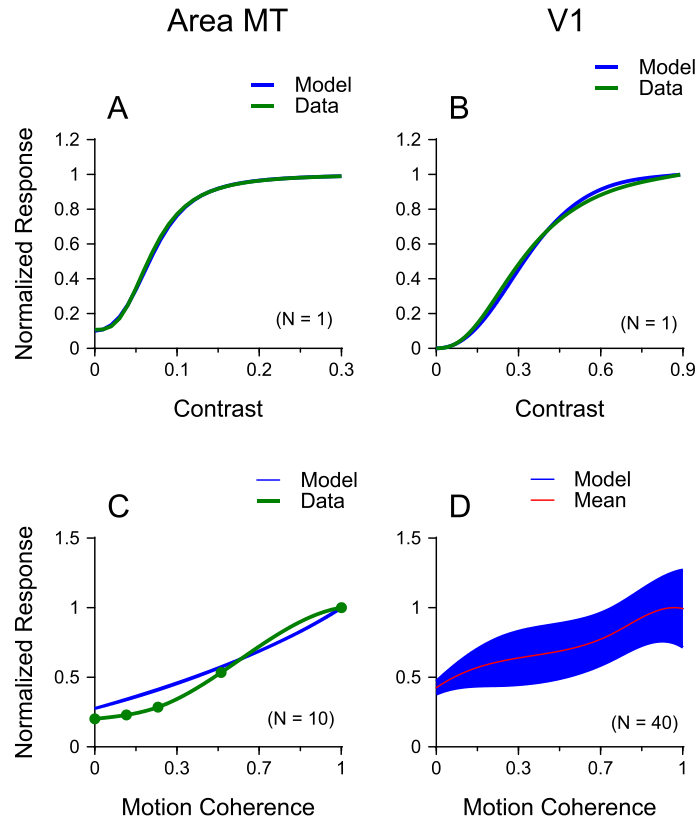 Area MT
V1
A
Model
Data
Normalized Response
1.2
1
0.8
0.6
0.4
0.2
0
(N = 1)
0 0.1 0.2 0.3
Contrast
B
Model
Data
1.2
1
0.8
0.6
0.4
0.2
0
(N = 1)
0 0.3 0.6 0.9
Contrast
C
Model
Data
Normalized Response
1.5
1
0.5
0
(N = 10)
0 0.3 0.7 1
Motion Coherence
D
Model
Mean
1.5
1
0.5
0
(N = 40)
0 0.3 0.7 1
Motion Coherence